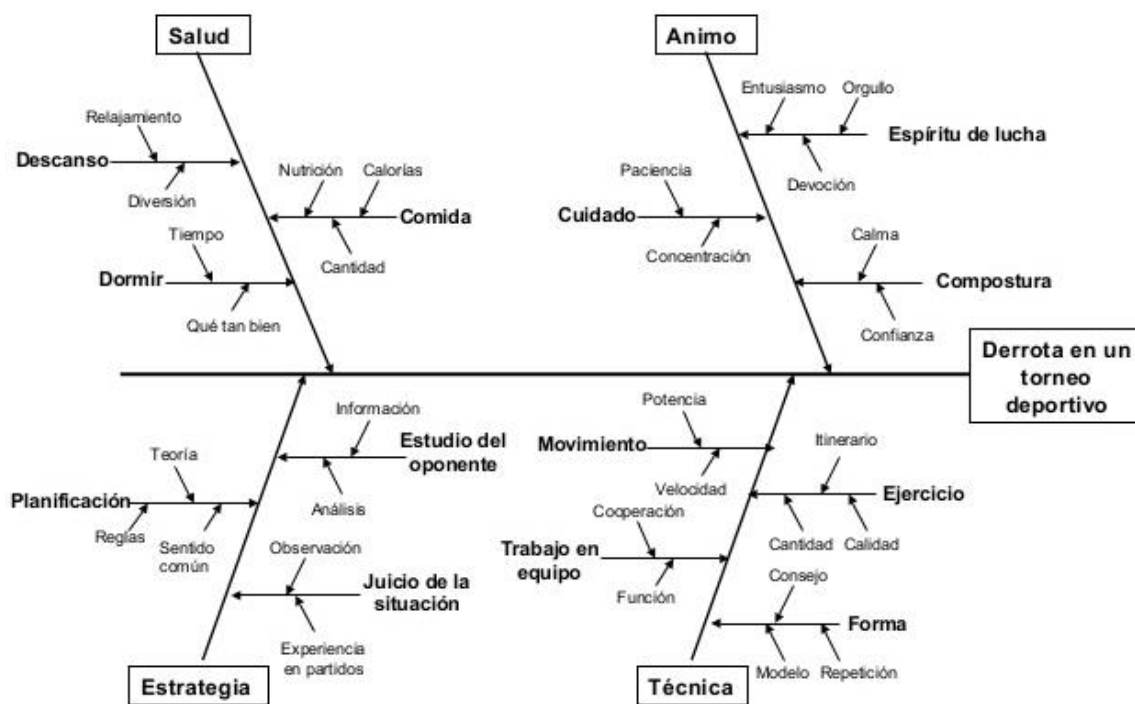 Salud
Animo
Relajamiento
Descanso
Diversión
Nutrición
Calorías
Comida
Cantidad
Tiempo
Dormir
Qué tan bien
Entusiasmo
Orgullo
Espíritu de lucha
Devoción
Paciencia
Cuidado
Concentración
Calma
Compostura
Confianza
Derrota en un
torneo
deportivo
Información
Estudio del
oponente
Análisis
Teoría
Planificación
Reglas
Sentido
común
Observación
Juicio de la
situación
Experiencia
en partidos
Estrategia
Potencia
Movimiento
Velocidad
Itinerario
Ejercicio
Cantidad
Calidad
Cooperación
Trabajo en
equipo
Función
Consejo
Forma
Modelo
Repetición
Técnica